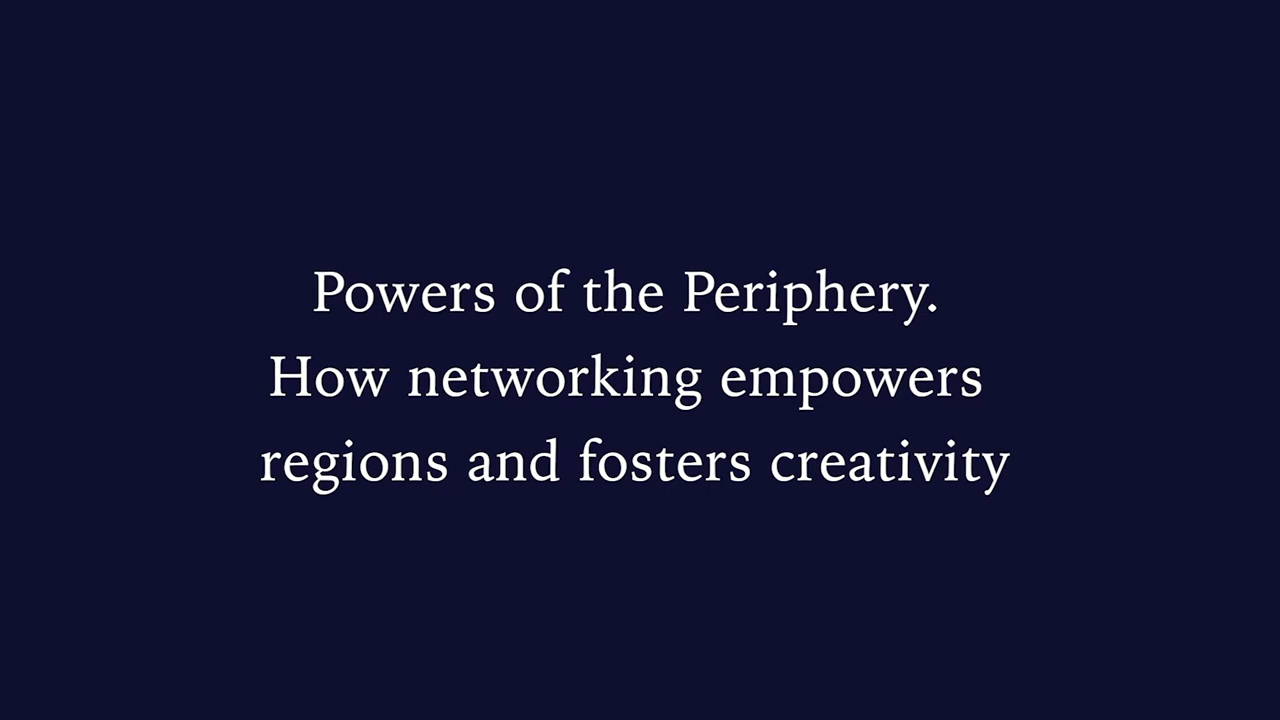 Powers of the Periphery.
How networking empowers
regions and fosters creativity